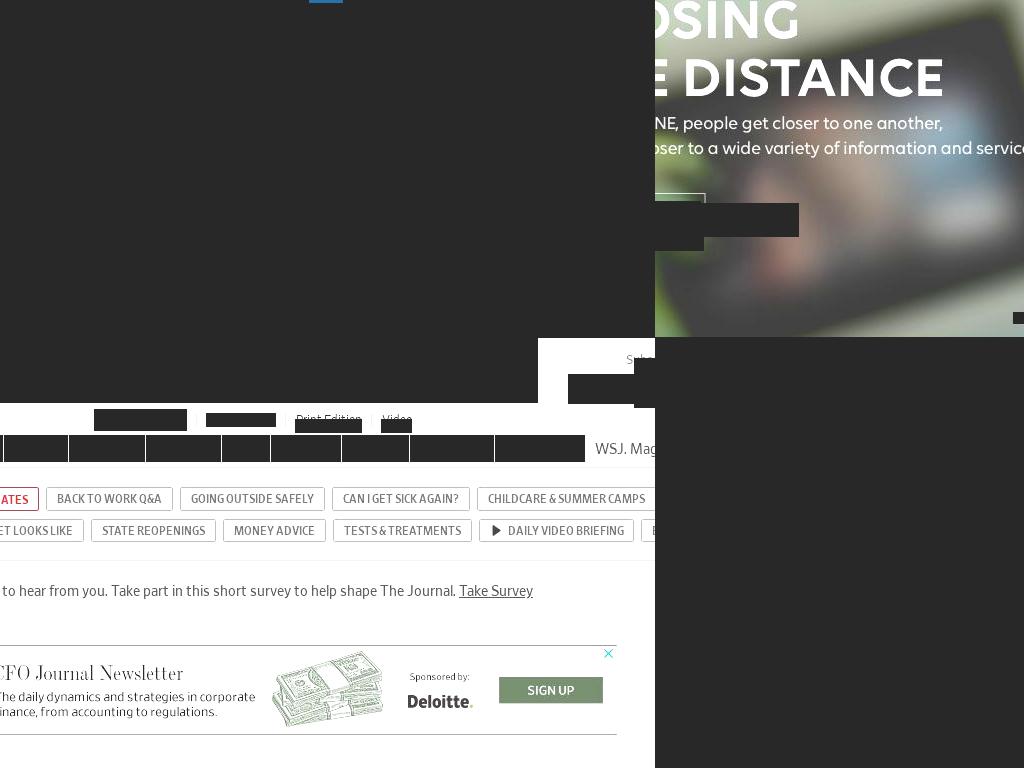 OSING
E DISTANCE
NE, people get closer to one another,
oser to a wide variety of information and servic
Print Edition
Video
WSJ. Mag
ATES
BACK TO WORK Q&A
GOING OUTSIDE SAFELY
CAN I GET SICK AGAIN?
CHILDCARE & SUMMER CAMPS
ET LOOKS LIKE
STATE REOPENINGS
MONEY ADVICE
TESTS & TREATMENTS
DAILY VIDEO BRIEFING
to hear from you. Take part in this short survey to help shape The Journal. Take Survey
CFO Journal Newsletter
The daily dynamics and strategies in corporate
finance, from accounting to regulations.
Sponsored by:
Deloitte.
SIGN UP